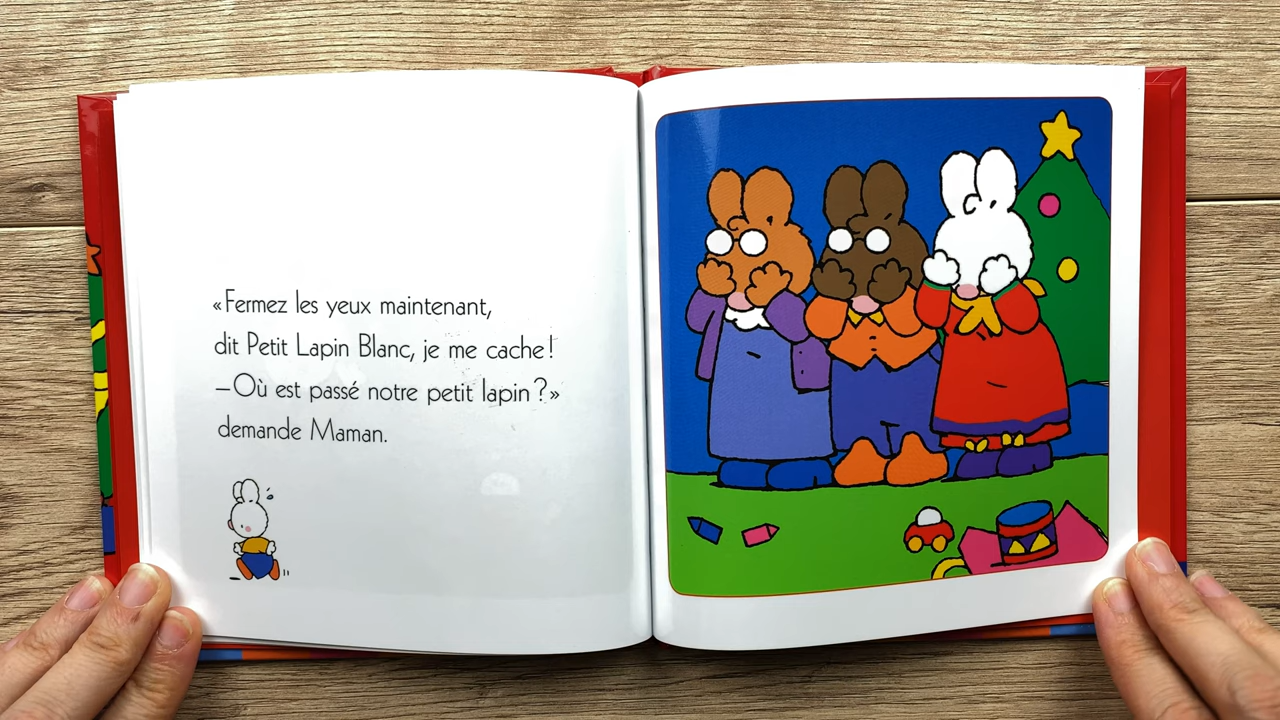 «Fermez les yeux maintenant,
dit Petit Lapin Blanc, je me cache!
–Où est passé notre petit lapin?»
demande Maman.